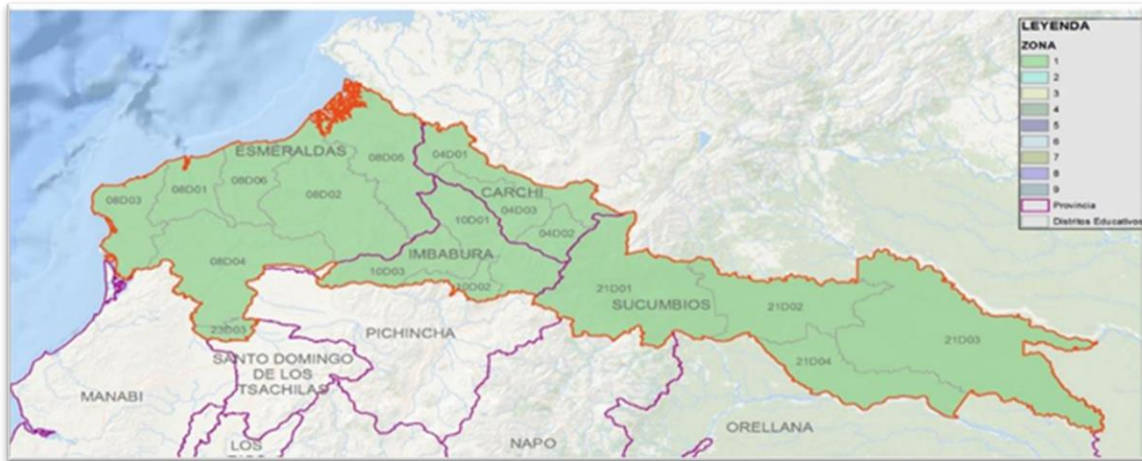 LEYENDA
ZONA
1
2
3
4
5
6
7
8
9
Provincia
Distritos Educativos
ESMERALDAS
08D05
04D01
08D03
08D01
08D06
08D02
CARCHI
04D03
10D01
04D02
08D04
IMBABURA
10D03
10D02
21D01
SUCUMBIOS
21D02
21D03
21D04
23D03
PICHINCHA
SANTO DOMINGO
DE LOS
TSACHILAS
MANABI
ORELLANA
LOS
NAPO